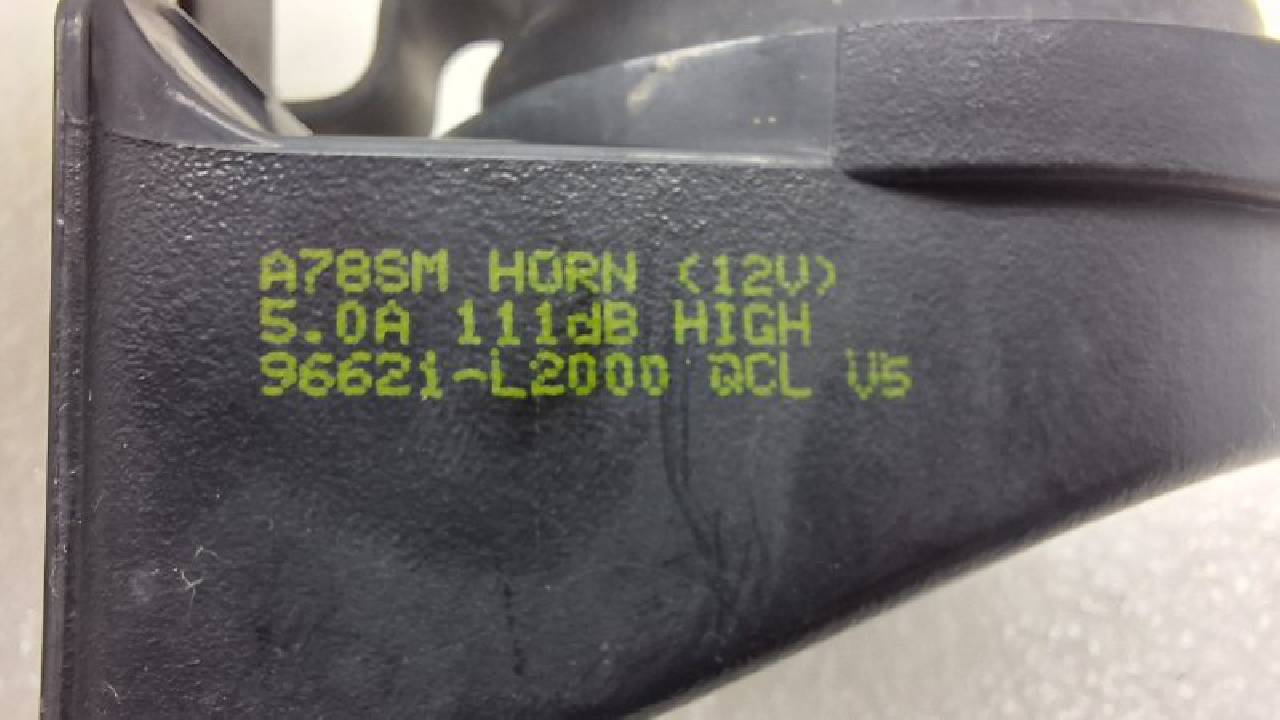 A78SM HORN (12V)
5.0A 111dB HIGH
96621-L2000 QCL V5